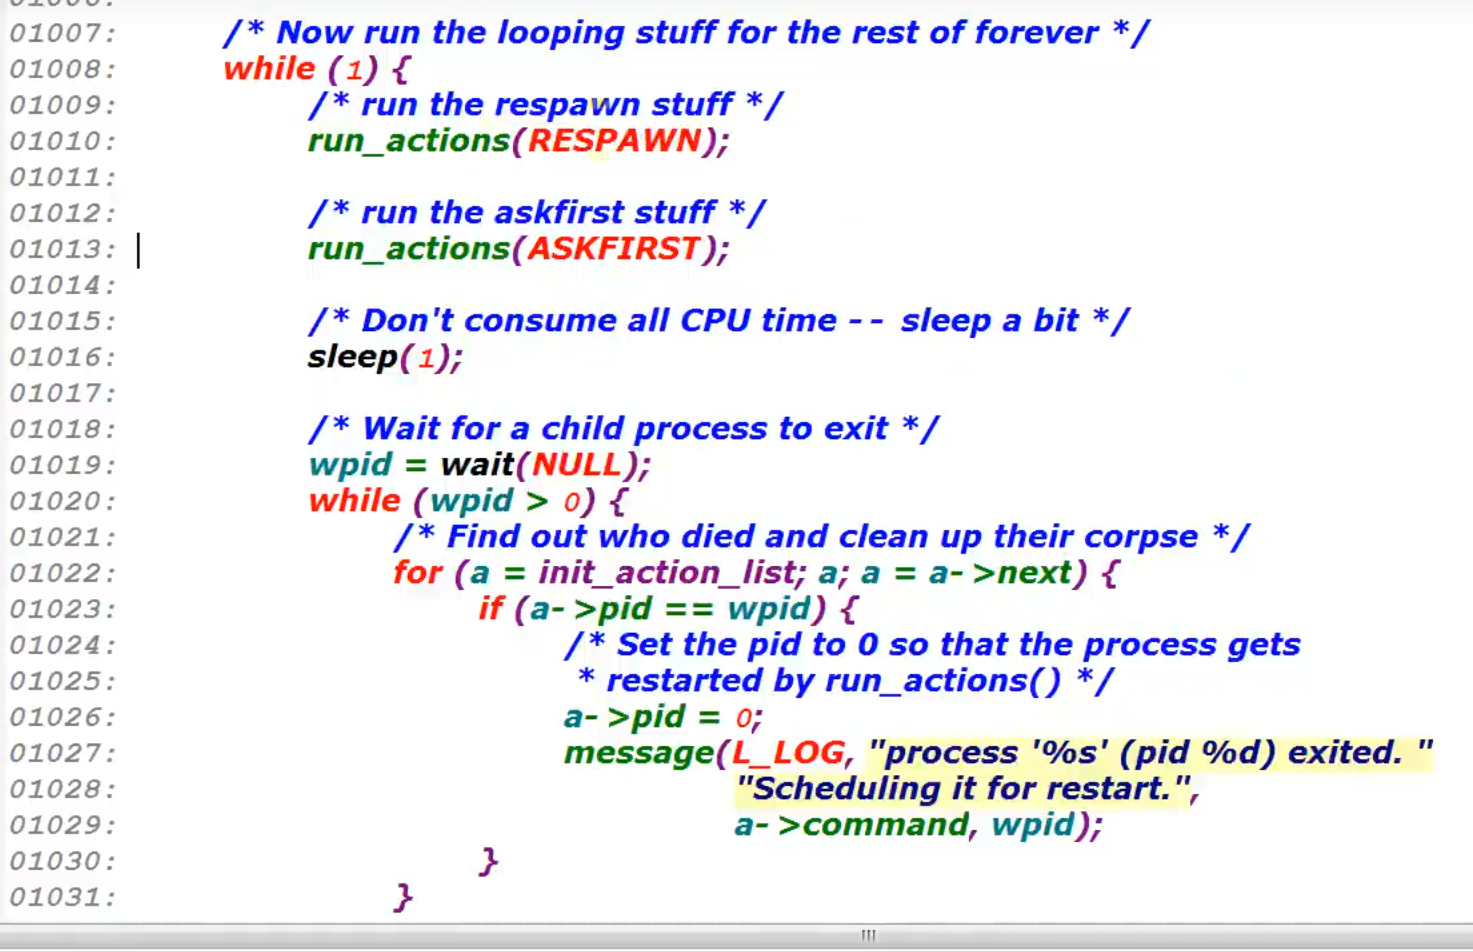 01006:
01007: /* Now run the looping stuff for the rest of forever */
01008: while (1) {
01009: /* run the respawn stuff */
01010: run_actions(RESPAWN);
01011:
01012: /* run the askfirst stuff */
01013: run_actions(ASKFIRST);
01014:
01015: /* Don't consume all CPU time -- sleep a bit */
01016: sleep(1);
01017:
01018: /* Wait for a child process to exit */
01019: wpid = wait(NULL);
01020: while (wpid > 0) {
01021: /* Find out who died and clean up their corpse */
01022: for (a = init_action_list; a; a = a->next) {
01023: if (a->pid == wpid) {
01024: /* Set the pid to 0 so that the process gets
01025: * restarted by run_actions() */
01026: a->pid = 0;
01027: message(L_LOG, "process '%s' (pid %d) exited. "
01028: "Scheduling it for restart.",
01029: a->command, wpid);
01030: }
01031: }